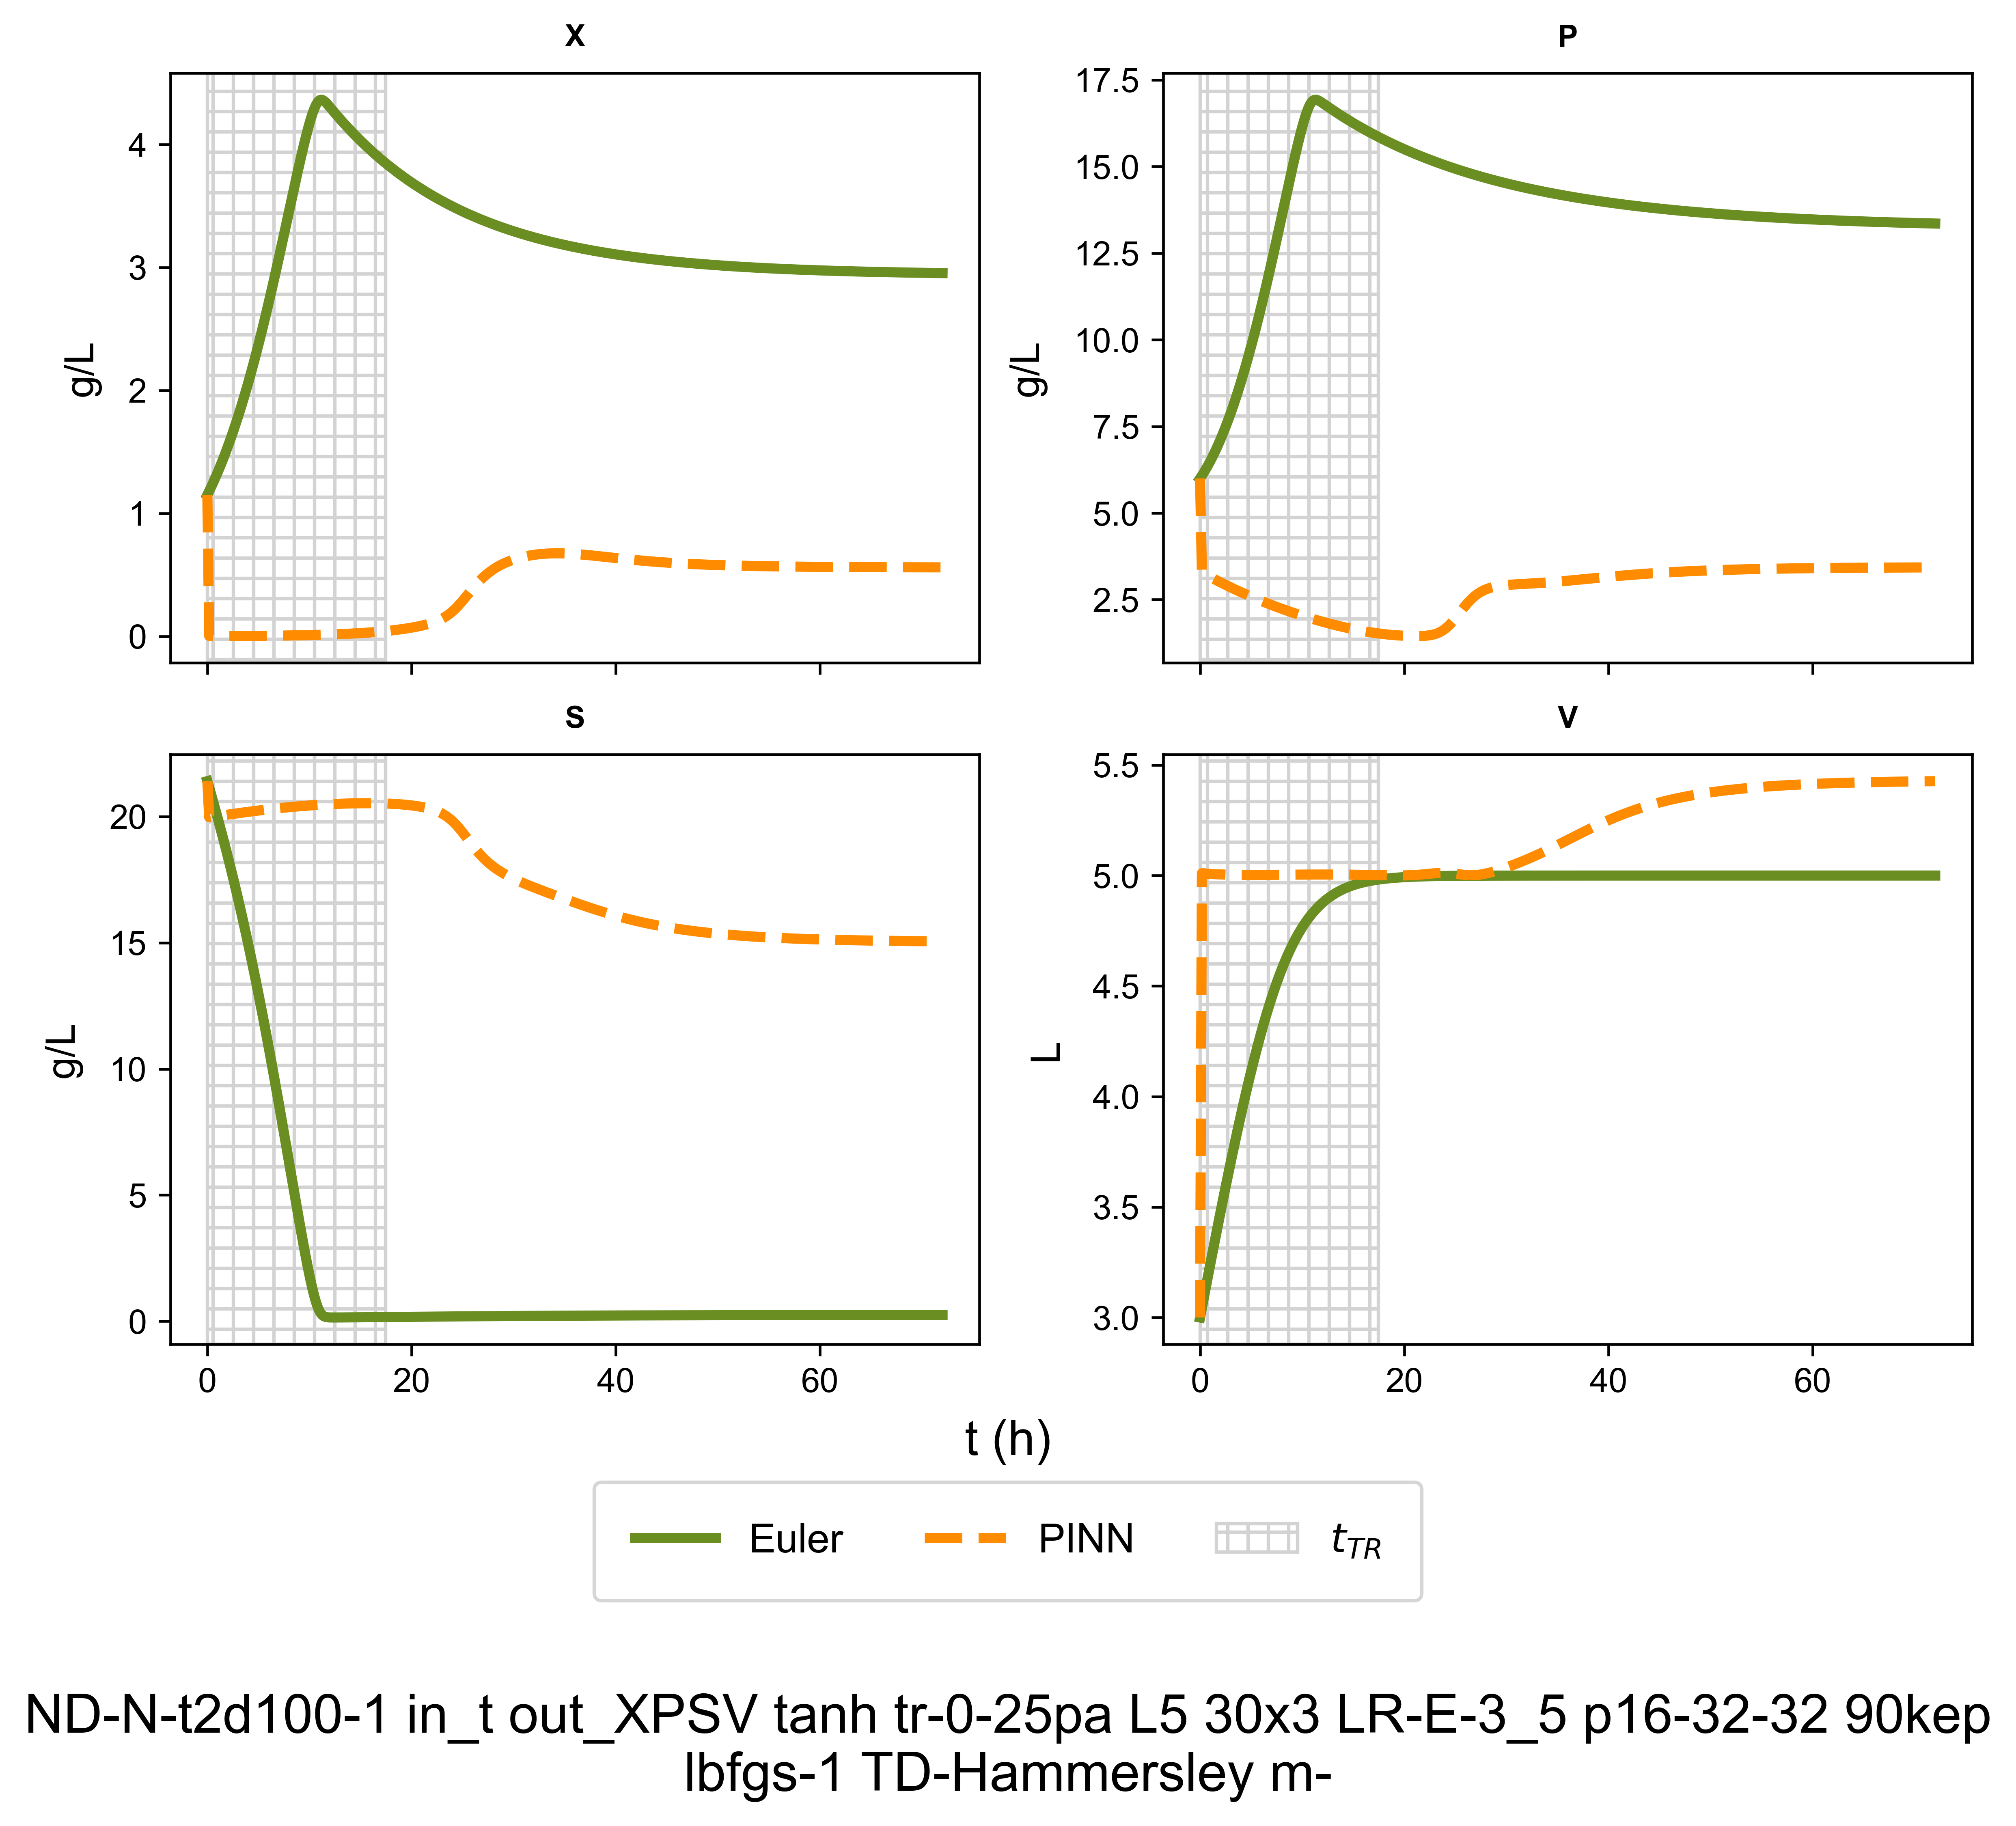 X
P
4
3
2
1
0
g/L
17.5
15.0
12.5
10.0
7.5
5.0
2.5
g/L
S
V
20
15
10
5
0
g/L
0
20
40
60
5.5
5.0
4.5
4.0
3.5
3.0
L
0
20
40
60
t (h)
Euler
PINN
t_TR
ND-N-t2d100-1 in_t out_XPSV tanh tr-0-25pa L5 30x3 LR-E-3_5 p16-32-32 90kep
lbfgs-1 TD-Hammersley m-